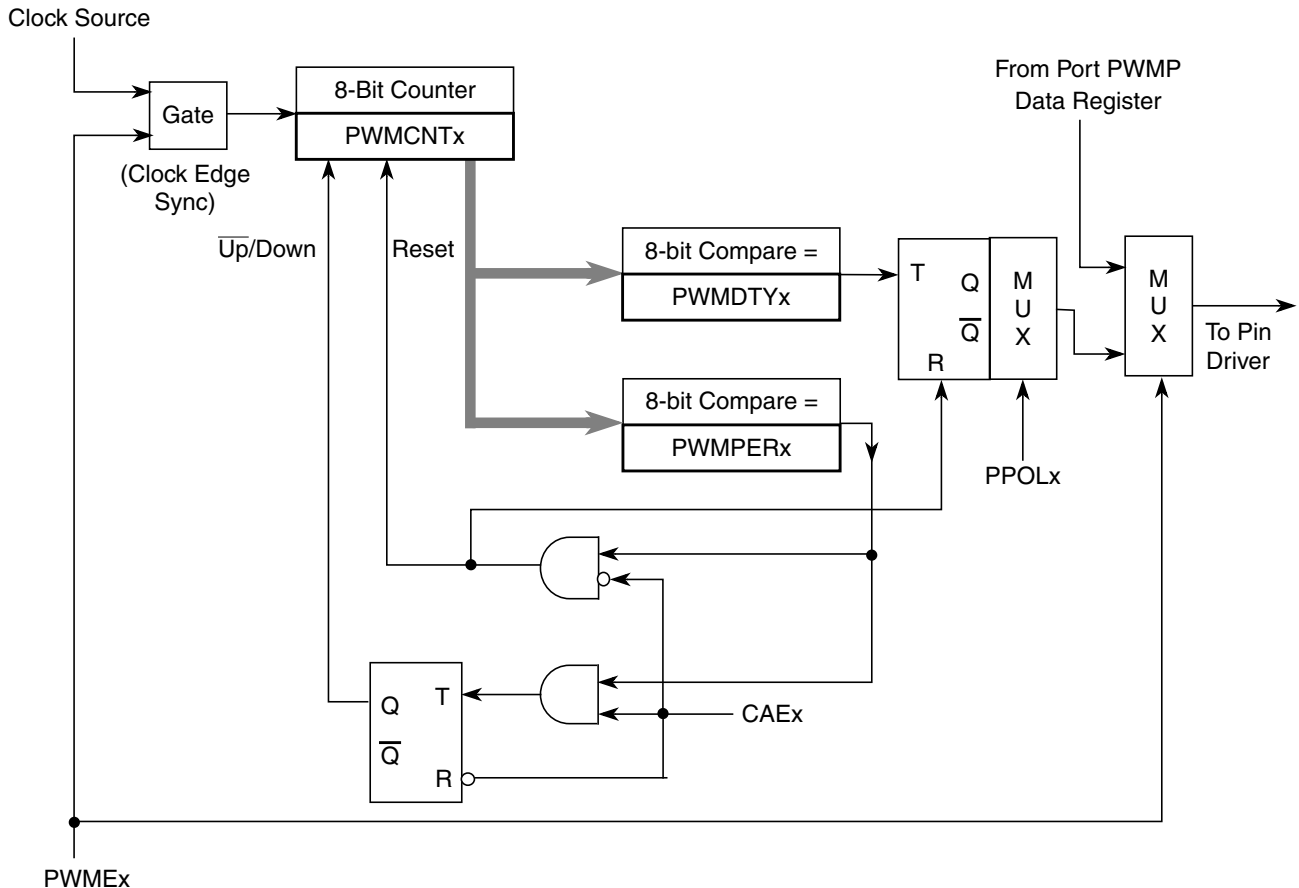 Clock Source
Gate
(Clock Edge
Sync)
8-Bit Counter
PWMCNTx
U̅p̅/Down
Reset
8-bit Compare =
PWMDTYx
8-bit Compare =
PWMPERx
From Port PWMP
Data Register
T
Q
Q̅
R
M
U
X
PPOLx
M
U
X
To Pin
Driver
Q
Q̅
T
R
CAEx
PWMEx